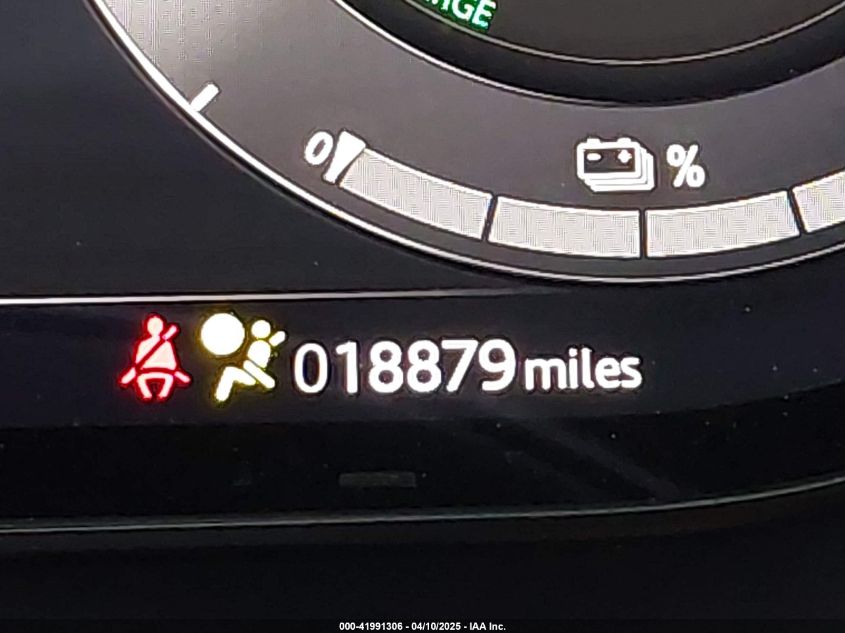 0 %
018879 miles
000-41991306 - 04/10/2025 - IAA Inc.